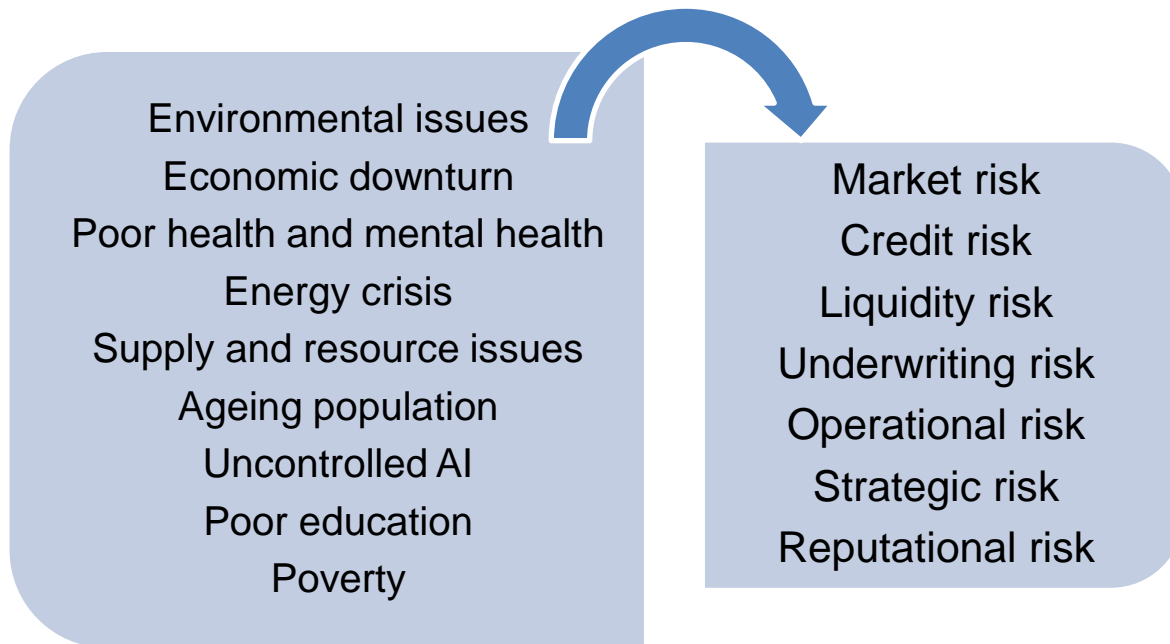 Environmental issues
Economic downturn
Poor health and mental health
Energy crisis
Supply and resource issues
Ageing population
Uncontrolled AI
Poor education
Poverty
Market risk
Credit risk
Liquidity risk
Underwriting risk
Operational risk
Strategic risk
Reputational risk